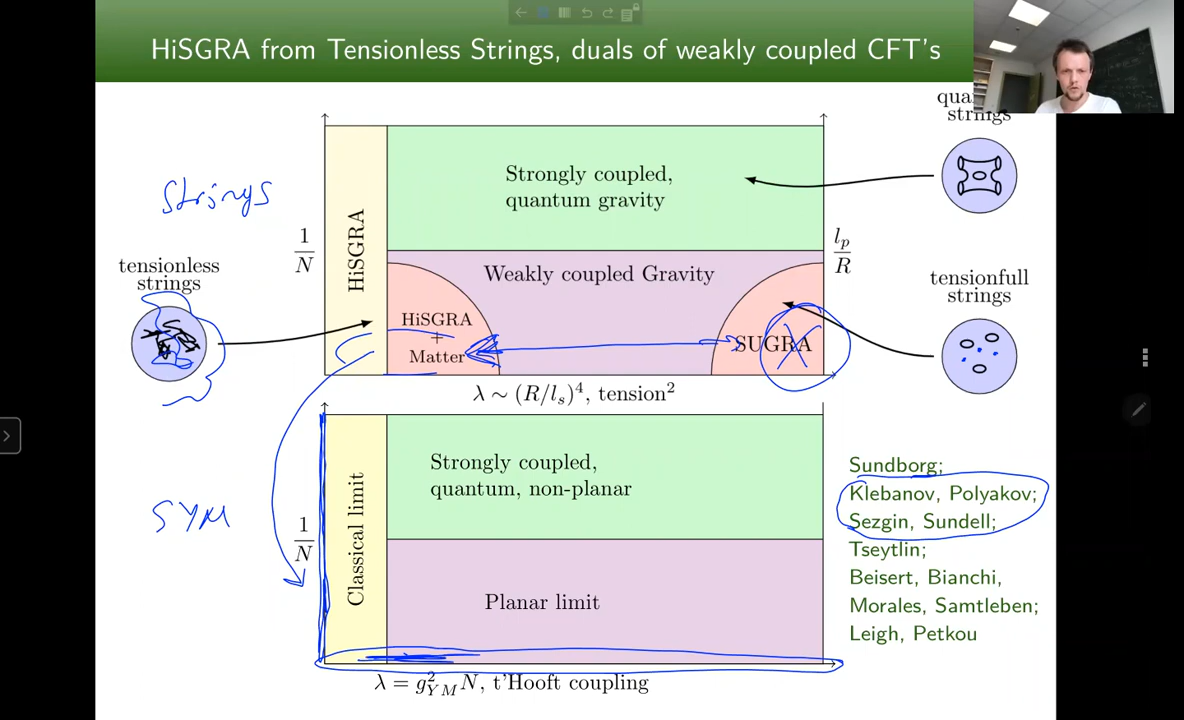 HiSGRA from Tensionless Strings, duals of weakly coupled CFT's
strings
Strings
Strongly coupled,
quantum gravity
1
N
HiSGRA
l_p
R
Weakly coupled Gravity
tensionless
strings
tensionfull
strings
HiSGRA
+
Matter
SUGRA
λ ∼ (R/l_s)^4, tension^2
Strongly coupled,
quantum, non-planar
SYM
1
N
Classical limit
Planar limit
Sundborg;
Klebanov, Polyakov;
Sezgin, Sundell;
Tseytlin;
Beisert, Bianchi,
Morales, Samtleben;
Leigh, Petkou
λ = g^2_{YM}N, t'Hooft coupling